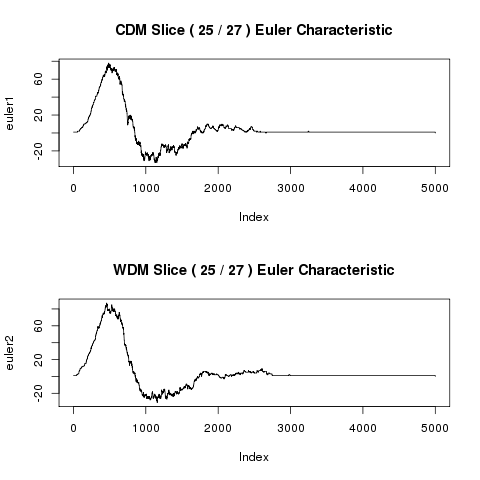 CDM Slice ( 25 / 27 ) Euler Characteristic
euler1
60
20
-20
0 1000 2000 3000 4000 5000
Index
WDM Slice ( 25 / 27 ) Euler Characteristic
euler2
60
20
-20
0 1000 2000 3000 4000 5000
Index